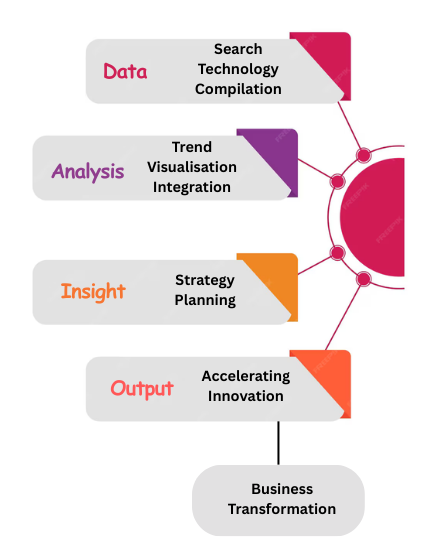 Data
Search
Technology
Compilation
Analysis
Trend
Visualisation
Integration
Insight
Strategy
Planning
Output
Accelerating
Innovation
Business
Transformation